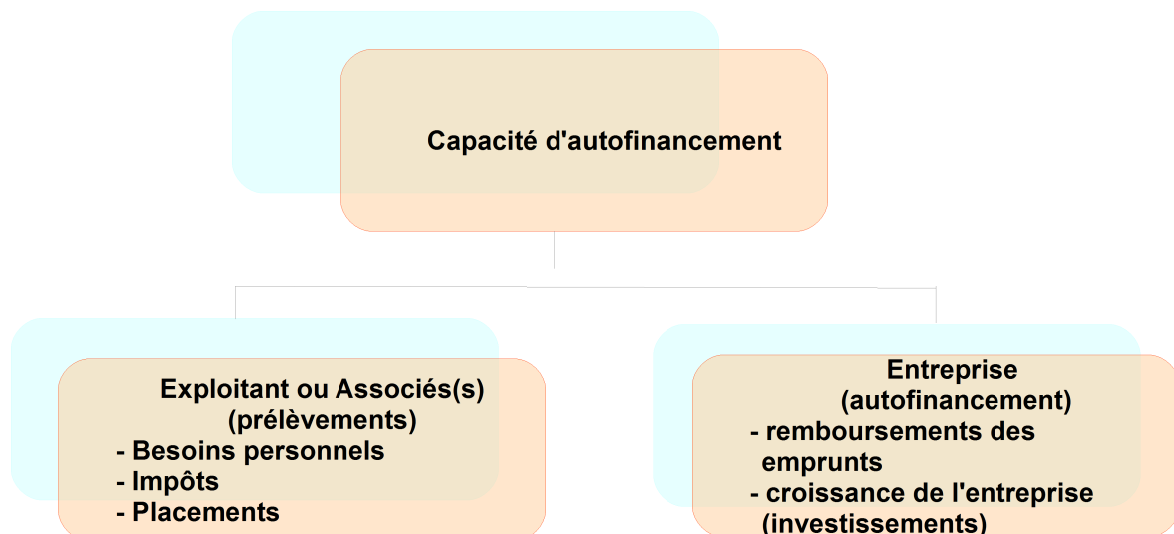 Capacité d'autofinancement
Exploitant ou Associés(s)
(prélèvements)
- Besoins personnels
- Impôts
- Placements
Entreprise
(autofinancement)
- remboursements des
emprunts
- croissance de l'entreprise
(investissements)